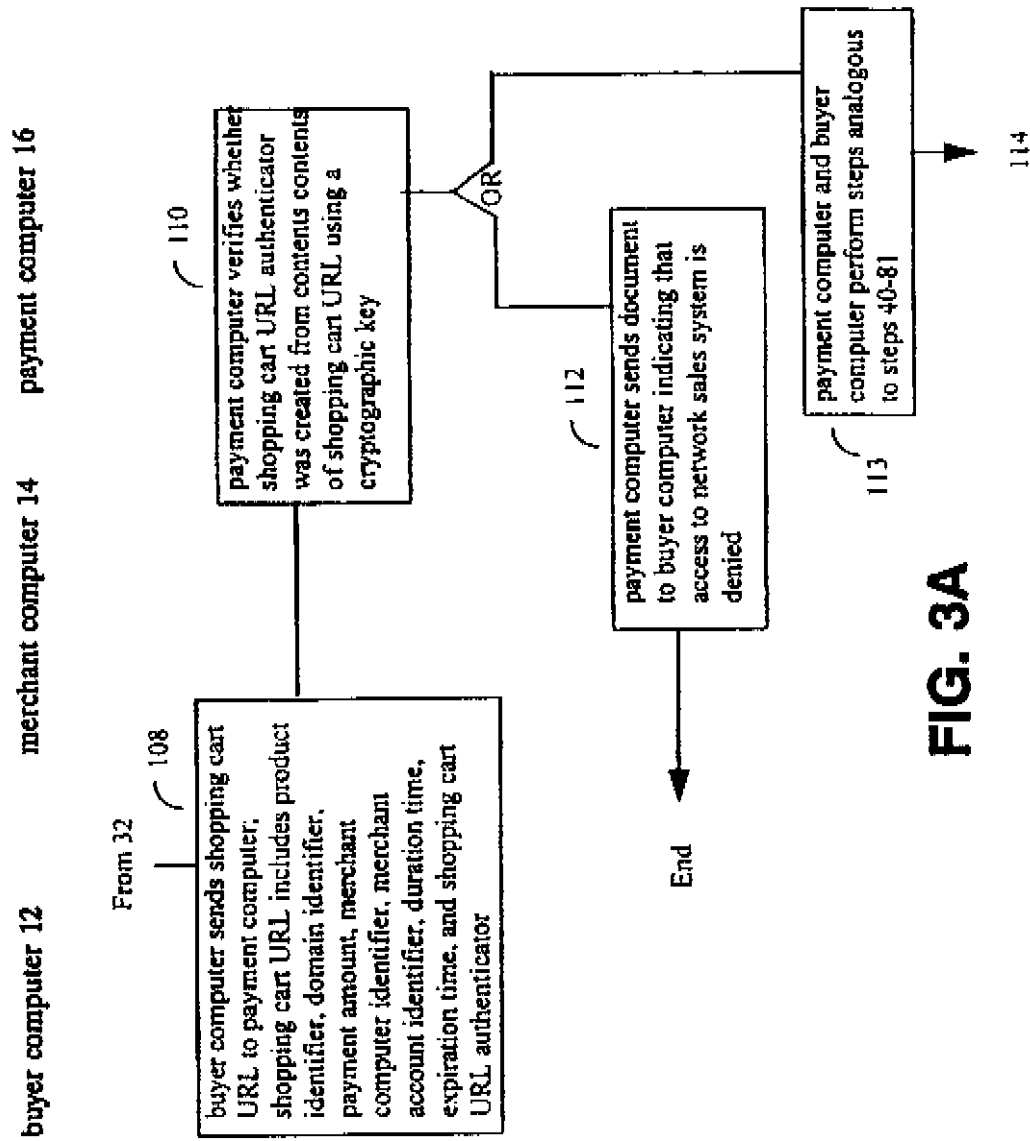 buyer computer 12
merchant computer 14
payment computer 16
From 32
108
buyer computer sends shopping cart
URL to payment computer;
shopping cart URL includes product
identifier, domain identifier,
payment amount, merchant
computer identifier, merchant
account identifier, duration time,
expiration time, and shopping cart
URL authenticator
110
payment computer verifies whether
shopping cart URL authenticator
was created from contents contents
of shopping cart URL using a
cryptographic key
OR
112
payment computer sends document
to buyer computer indicating that
access to network sales system is
denied
End
113
payment computer and buyer
computer perform steps analogous
to steps 40-81
114
FIG. 3A